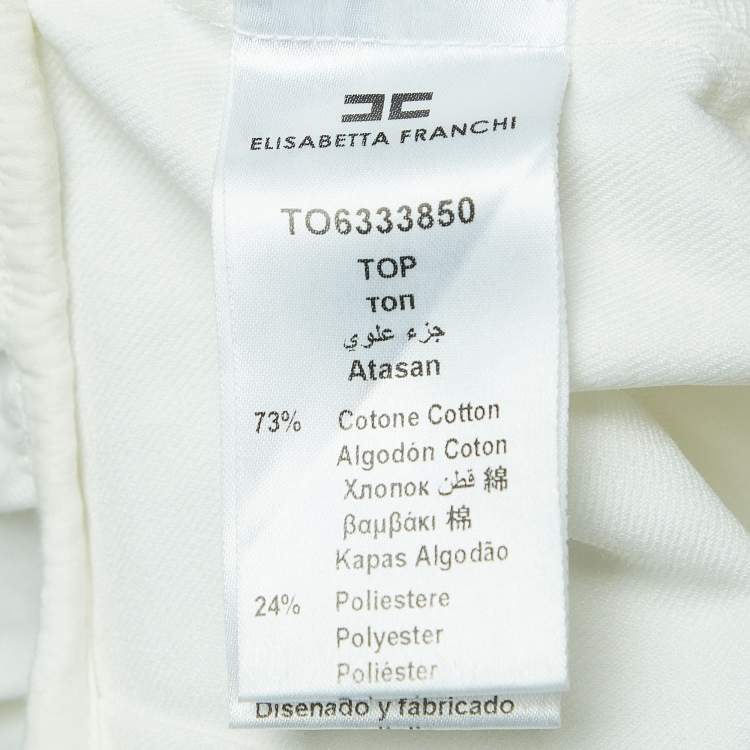 ELISABETTA FRANCHI
TO6333850
TOP
топ
جزء علوي
Atasan
73% Cotone Cotton
Algodón Coton
Хлопок قطن 綿
βαμβάκι 棉
Kapas Algodão
24% Poliestere
Polyester
Poliéster
Disenado y fabricado